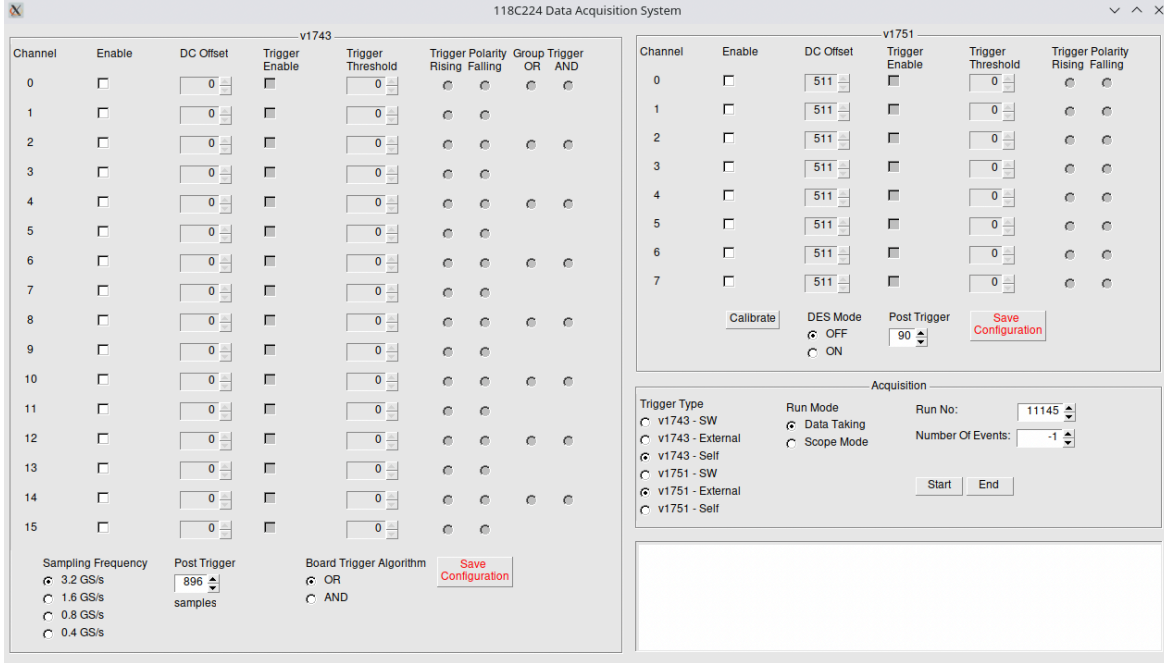 118C224 Data Acquisition System
v1743
Channel Enable DC Offset Trigger Enable Trigger Threshold Trigger Polarity Rising Falling Group Trigger OR AND
0 0 0
1 0 0
2 0 0
3 0 0
4 0 0
5 0 0
6 0 0
7 0 0
8 0 0
9 0 0
10 0 0
11 0 0
12 0 0
13 0 0
14 0 0
15 0 0
Sampling Frequency
3.2 GS/s
1.6 GS/s
0.8 GS/s
0.4 GS/s
Post Trigger
896
samples
Board Trigger Algorithm
OR
AND
Save
Configuration
v1751
Channel Enable DC Offset Trigger Enable Trigger Threshold Trigger Polarity Rising Falling
0 511 0
1 511 0
2 511 0
3 511 0
4 511 0
5 511 0
6 511 0
7 511 0
Calibrate
DES Mode
OFF
ON
Post Trigger
90
Save
Configuration
Acquisition
Trigger Type
v1743 - SW
v1743 - External
v1743 - Self
v1751 - SW
v1751 - External
v1751 - Self
Run Mode
Data Taking
Scope Mode
Run No: 11145
Number Of Events: -1
Start End